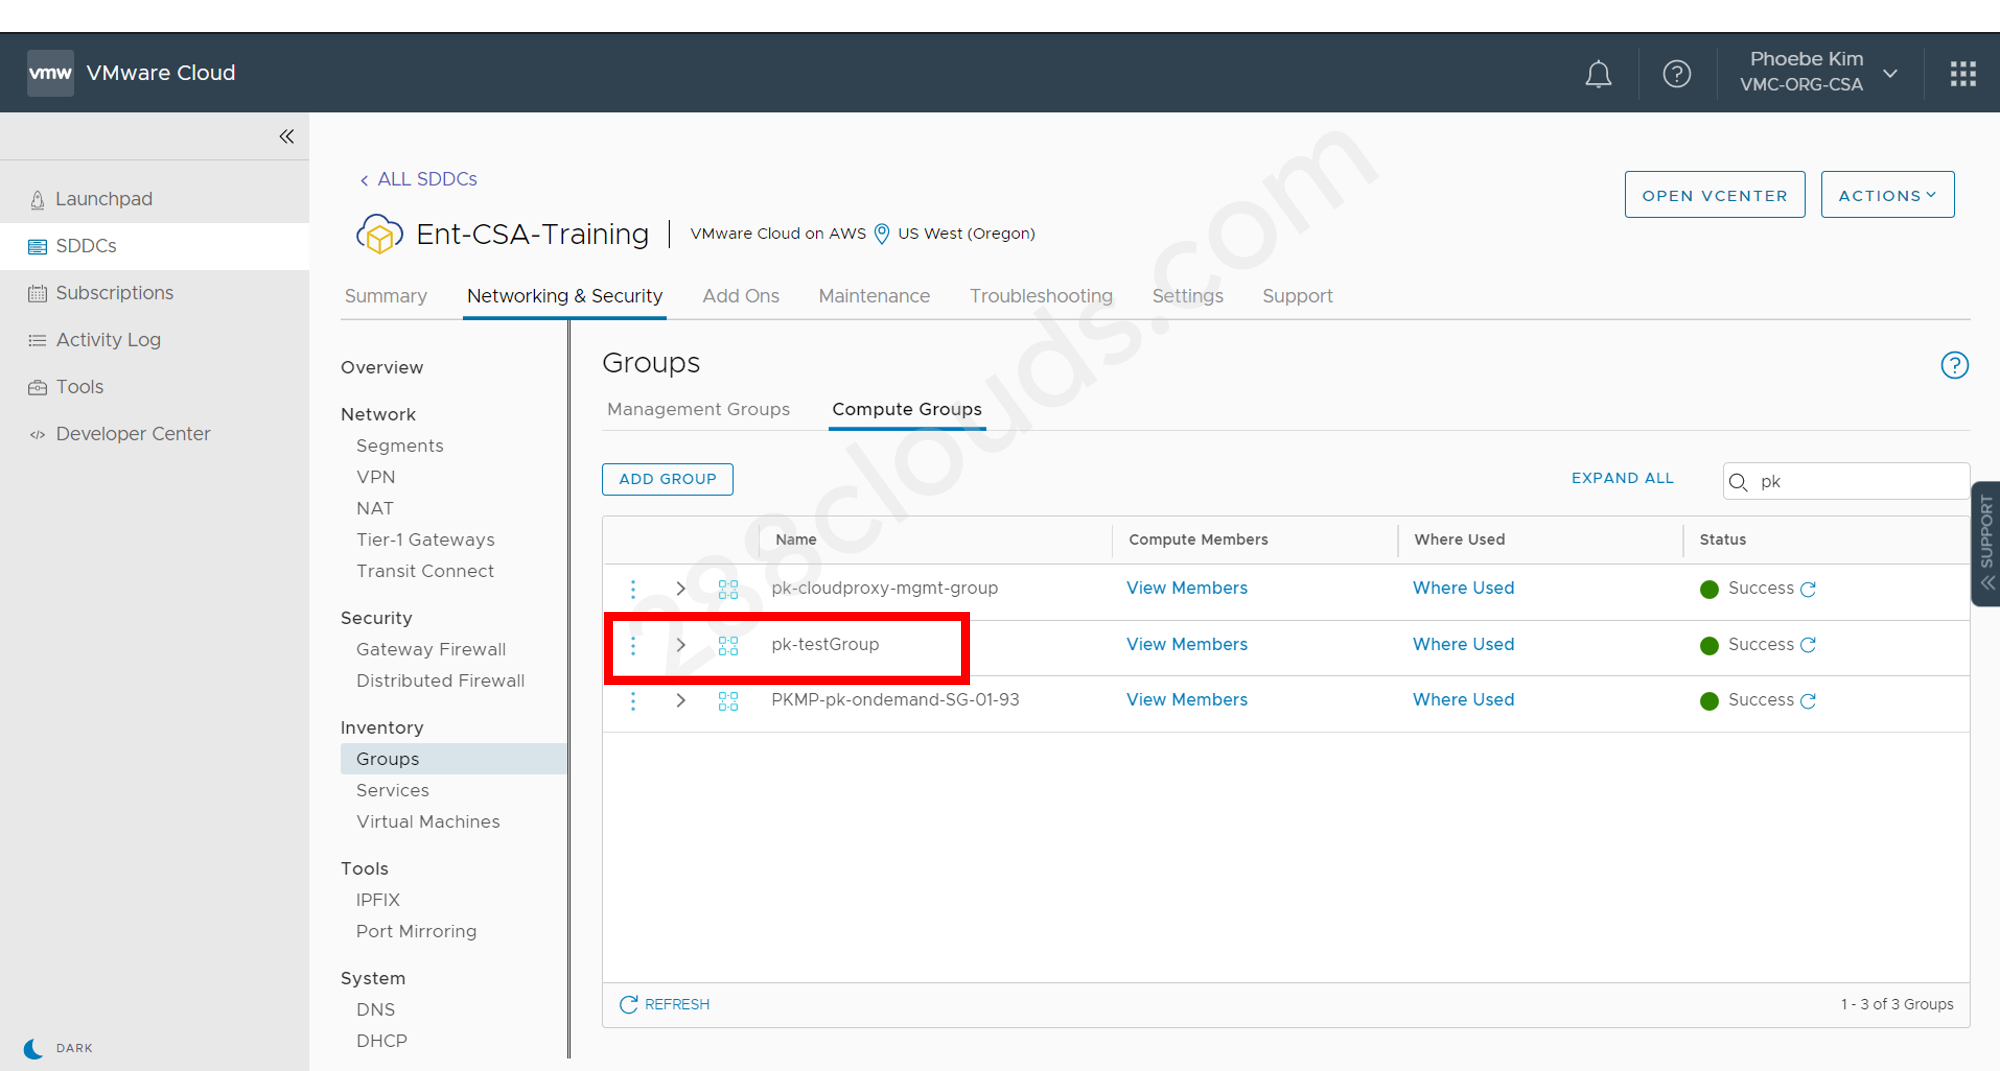 vmw VMware Cloud
Phoebe Kim
VMC-ORG-CSA
Launchpad
SDDCs
Subscriptions
Activity Log
Tools
Developer Center
DARK
ALL SDDCs
Ent-CSA-Training
VMware Cloud on AWS US West (Oregon)
OPEN VCENTER
ACTIONS
Summary Networking & Security Add Ons Maintenance Troubleshooting Settings Support
Overview
Network
Segments
VPN
NAT
Tier-1 Gateways
Transit Connect
Security
Gateway Firewall
Distributed Firewall
Inventory
Groups
Services
Virtual Machines
Tools
IPFIX
Port Mirroring
System
DNS
DHCP
Groups
Management Groups Compute Groups
ADD GROUP
EXPAND ALL
pk
Name Compute Members Where Used Status
pk-cloudproxy-mgmt-group View Members Where Used Success
pk-testGroup View Members Where Used Success
PKMP-pk-ondemand-SG-01-93 View Members Where Used Success
REFRESH
1 - 3 of 3 Groups
SUPPORT
288clouds.com